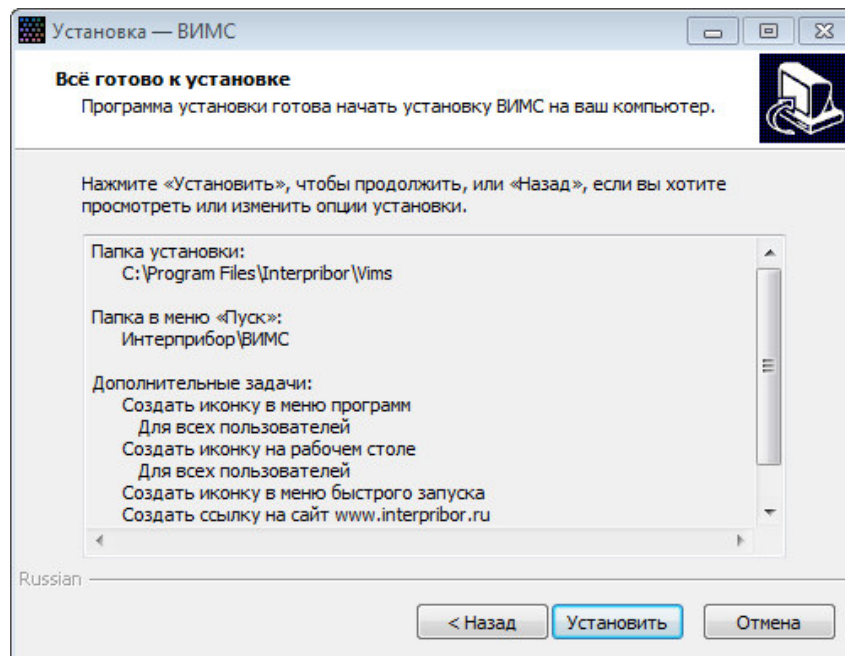 Установка — ВИМС
Всё готово к установке
Программа установки готова начать установку ВИМС на ваш компьютер.
Нажмите «Установить», чтобы продолжить, или «Назад», если вы хотите
просмотреть или изменить опции установки.
Папка установки:
C:\Program Files\Interpribor\Vims
Папка в меню «Пуск»:
Интерприбор\ВИМС
Дополнительные задачи:
Создать иконку в меню программ
Для всех пользователей
Создать иконку на рабочем столе
Для всех пользователей
Создать иконку в меню быстрого запуска
Создать ссылку на сайт www.interpribor.ru
Russian
< Назад
Установить
Отмена